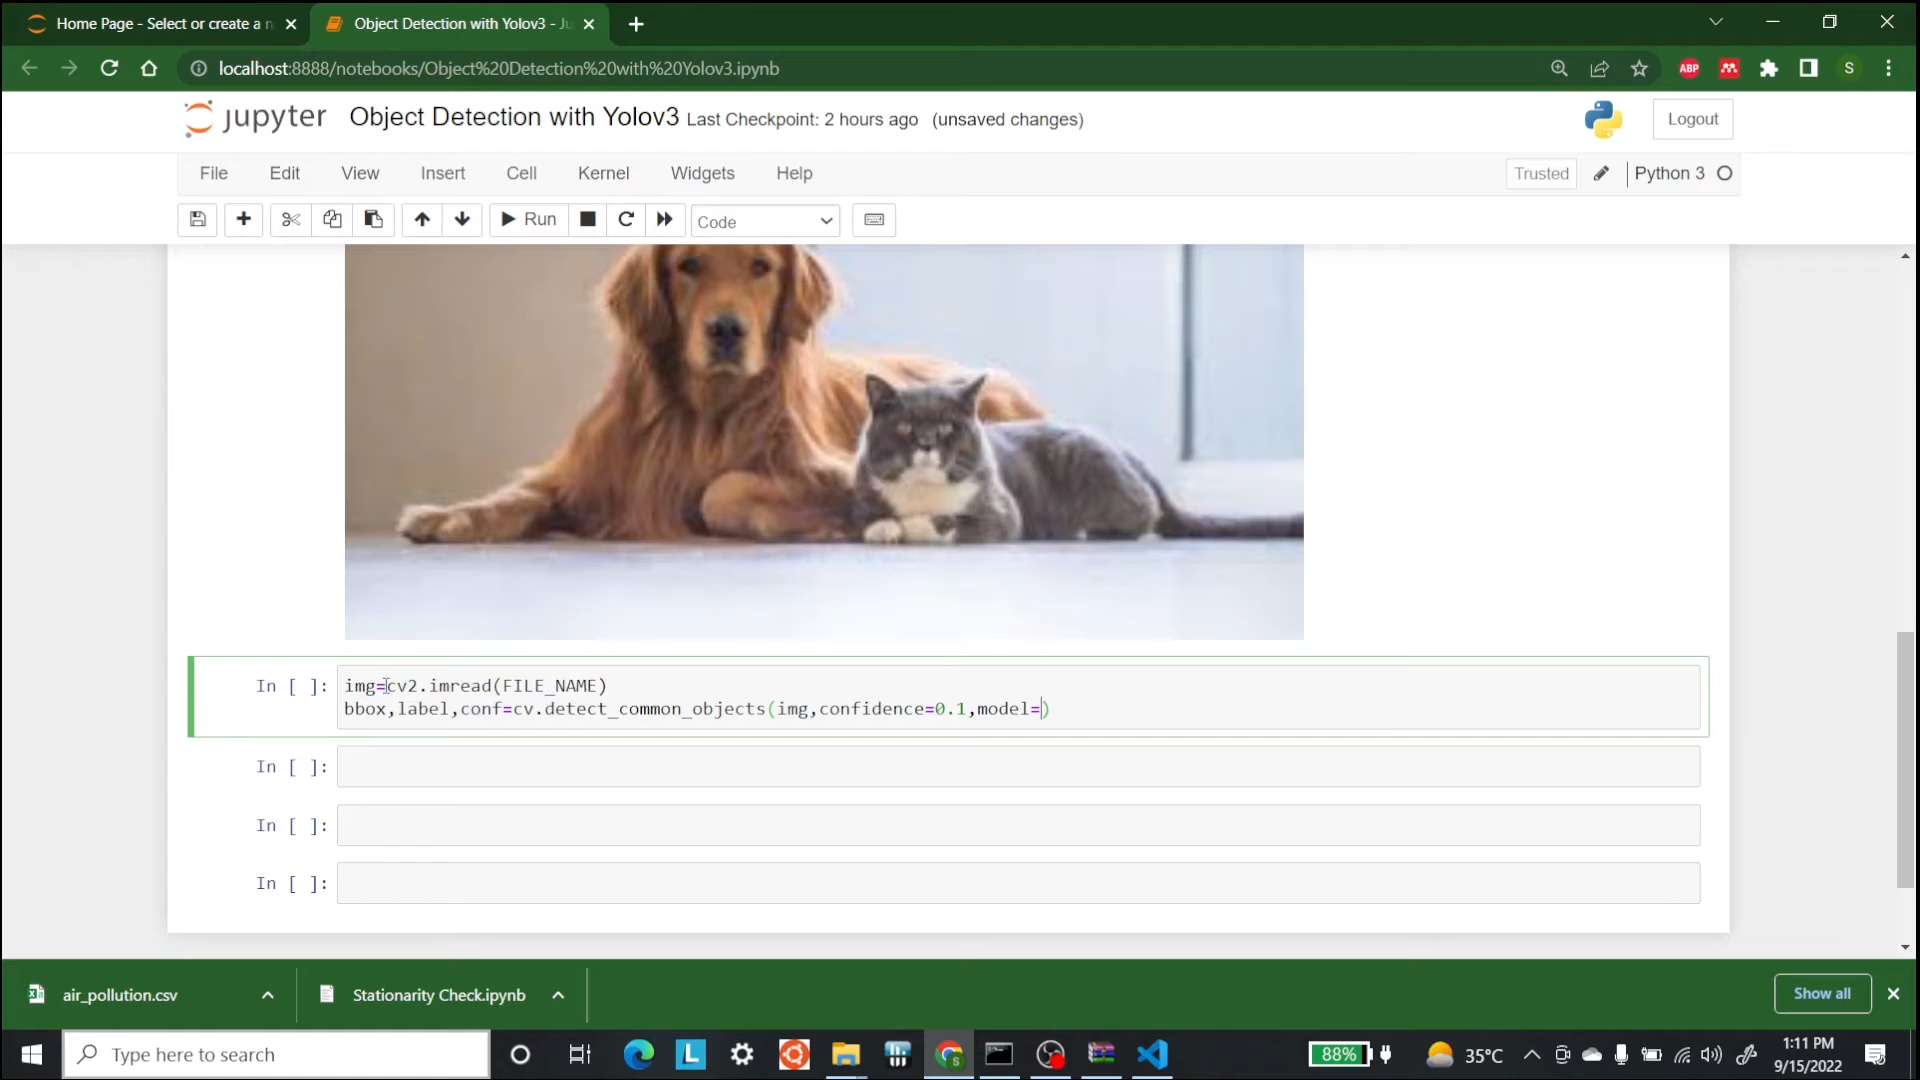 Home Page - Select or create a n
Object Detection with Yolov3 - Ju
localhost:8888/notebooks/Object%20Detection%20with%20Yolov3.ipynb
ABP
S
jupyter Object Detection with Yolov3 Last Checkpoint: 2 hours ago (unsaved changes)
Logout
File Edit View Insert Cell Kernel Widgets Help
Trusted Python 3
Run Code
In [ ]: img=cv2.imread(FILE_NAME)
bbox,label,conf=cv.detect_common_objects(img,confidence=0.1,model=)
In [ ]:
In [ ]:
In [ ]:
air_pollution.csv
Stationarity Check.ipynb
Show all
Type here to search
L
88%
35°C
1:11 PM
9/15/2022